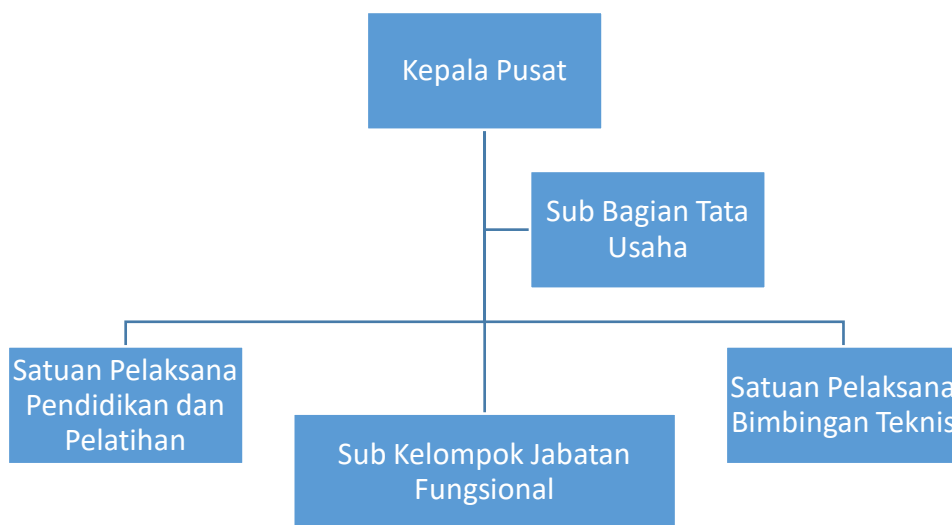 Kepala Pusat
Sub Bagian Tata
Usaha
Satuan Pelaksana
Pendidikan dan
Pelatihan
Sub Kelompok Jabatan
Fungsional
Satuan Pelaksana
Bimbingan Teknis